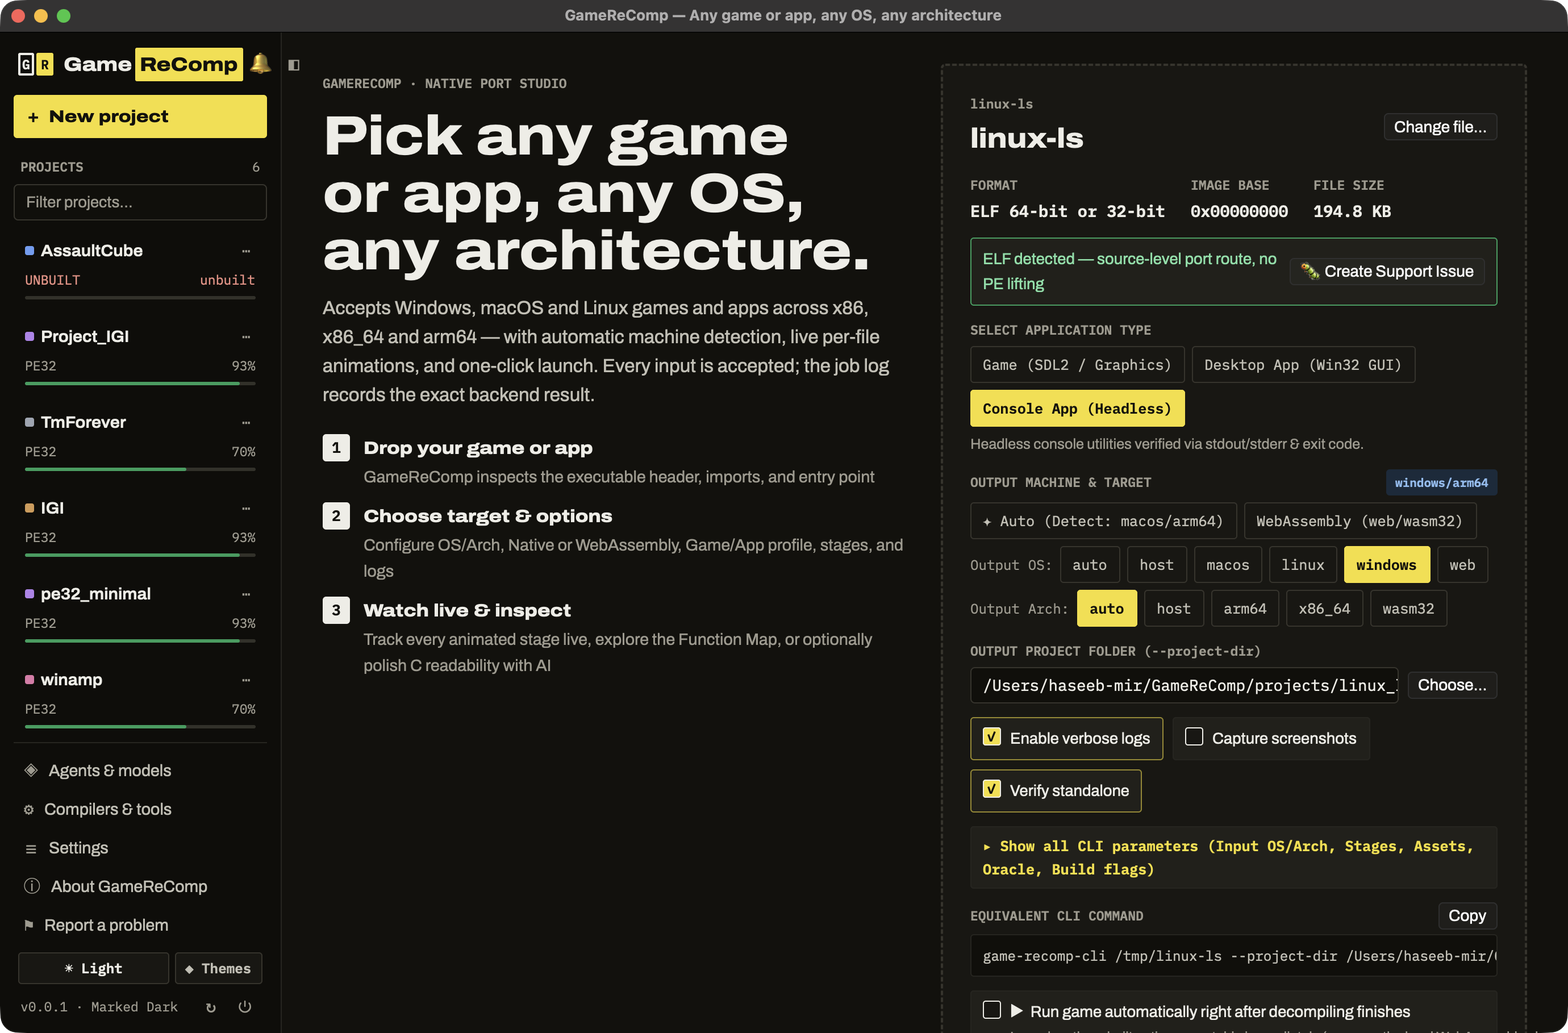 GameReComp — Any game or app, any OS, any architecture
G R Game ReComp
+ New project
PROJECTS 6
Filter projects...
AssaultCube ...
UNBUILT unbuilt
Project_IGI ...
PE32 93%
TmForever ...
PE32 70%
IGI ...
PE32 93%
pe32_minimal ...
PE32 93%
winamp ...
PE32 70%
Agents & models
Compilers & tools
Settings
About GameReComp
Report a problem
Light
Themes
v0.0.1 · Marked Dark
GAMERECOMP · NATIVE PORT STUDIO
Pick any game
or app, any OS,
any architecture.
Accepts Windows, macOS and Linux games and apps across x86,
x86_64 and arm64 — with automatic machine detection, live per-file
animations, and one-click launch. Every input is accepted; the job log
records the exact backend result.
1 Drop your game or app
GameReComp inspects the executable header, imports, and entry point
2 Choose target & options
Configure OS/Arch, Native or WebAssembly, Game/App profile, stages, and
logs
3 Watch live & inspect
Track every animated stage live, explore the Function Map, or optionally
polish C readability with AI
linux-ls
linux-ls
Change file...
FORMAT IMAGE BASE FILE SIZE
ELF 64-bit or 32-bit 0x00000000 194.8 KB
ELF detected — source-level port route, no
PE lifting
Create Support Issue
SELECT APPLICATION TYPE
Game (SDL2 / Graphics) Desktop App (Win32 GUI)
Console App (Headless)
Headless console utilities verified via stdout/stderr & exit code.
OUTPUT MACHINE & TARGET windows/arm64
✦ Auto (Detect: macos/arm64) WebAssembly (web/wasm32)
Output OS: auto host macos linux windows web
Output Arch: auto host arm64 x86_64 wasm32
OUTPUT PROJECT FOLDER (--project-dir)
/Users/haseeb-mir/GameReComp/projects/linux_ Choose...
Enable verbose logs Capture screenshots
Verify standalone
▸ Show all CLI parameters (Input OS/Arch, Stages, Assets,
Oracle, Build flags)
EQUIVALENT CLI COMMAND Copy
game-recomp-cli /tmp/linux-ls --project-dir /Users/haseeb-mir/
▶ Run game automatically right after decompiling finishes